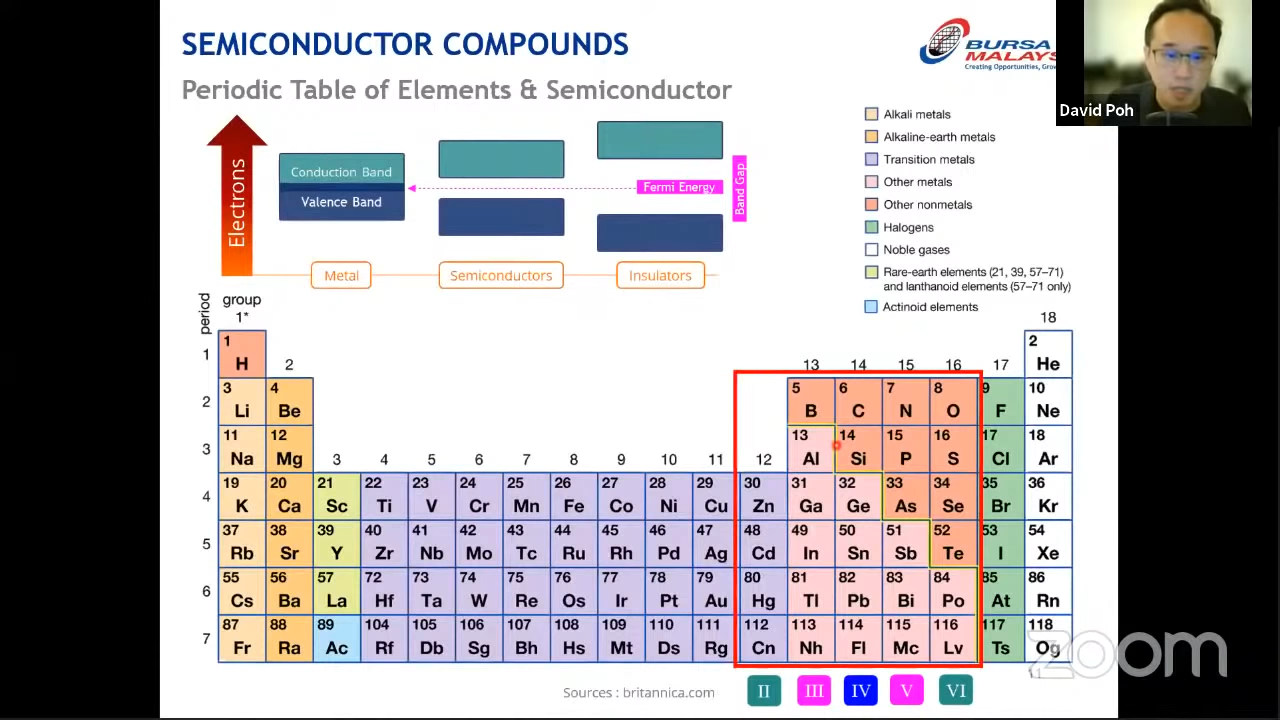 SEMICONDUCTOR COMPOUNDS
Periodic Table of Elements & Semiconductor
BURSA
MALAYS
Creating Opportunities, Grow
David Poh
Electrons
Conduction Band
Valence Band
Fermi Energy
Band Gap
Metal
Semiconductors
Insulators
Alkali metals
Alkaline-earth metals
Transition metals
Other metals
Other nonmetals
Halogens
Noble gases
Rare-earth elements (21, 39, 57–71)
and lanthanoid elements (57–71 only)
Actinoid elements
period
group
1* 2 3 4 5 6 7 8 9 10 11 12 13 14 15 16 17 18
1 1 H 2 He
2 3 Li 4 Be 5 B 6 C 7 N 8 O 9 F 10 Ne
3 11 Na 12 Mg 13 Al 14 Si 15 P 16 S 17 Cl 18 Ar
4 19 K 20 Ca 21 Sc 22 Ti 23 V 24 Cr 25 Mn 26 Fe 27 Co 28 Ni 29 Cu 30 Zn 31 Ga 32 Ge 33 As 34 Se 35 Br 36 Kr
5 37 Rb 38 Sr 39 Y 40 Zr 41 Nb 42 Mo 43 Tc 44 Ru 45 Rh 46 Pd 47 Ag 48 Cd 49 In 50 Sn 51 Sb 52 Te 53 I 54 Xe
6 55 Cs 56 Ba 57 La 72 Hf 73 Ta 74 W 75 Re 76 Os 77 Ir 78 Pt 79 Au 80 Hg 81 Tl 82 Pb 83 Bi 84 Po 85 At 86 Rn
7 87 Fr 88 Ra 89 Ac 104 Rf 105 Db 106 Sg 107 Bh 108 Hs 109 Mt 110 Ds 111 Rg 112 Cn 113 Nh 114 Fl 115 Mc 116 Lv 117 Ts 118 Og
zoom
Sources : britannica.com
II III IV V VI